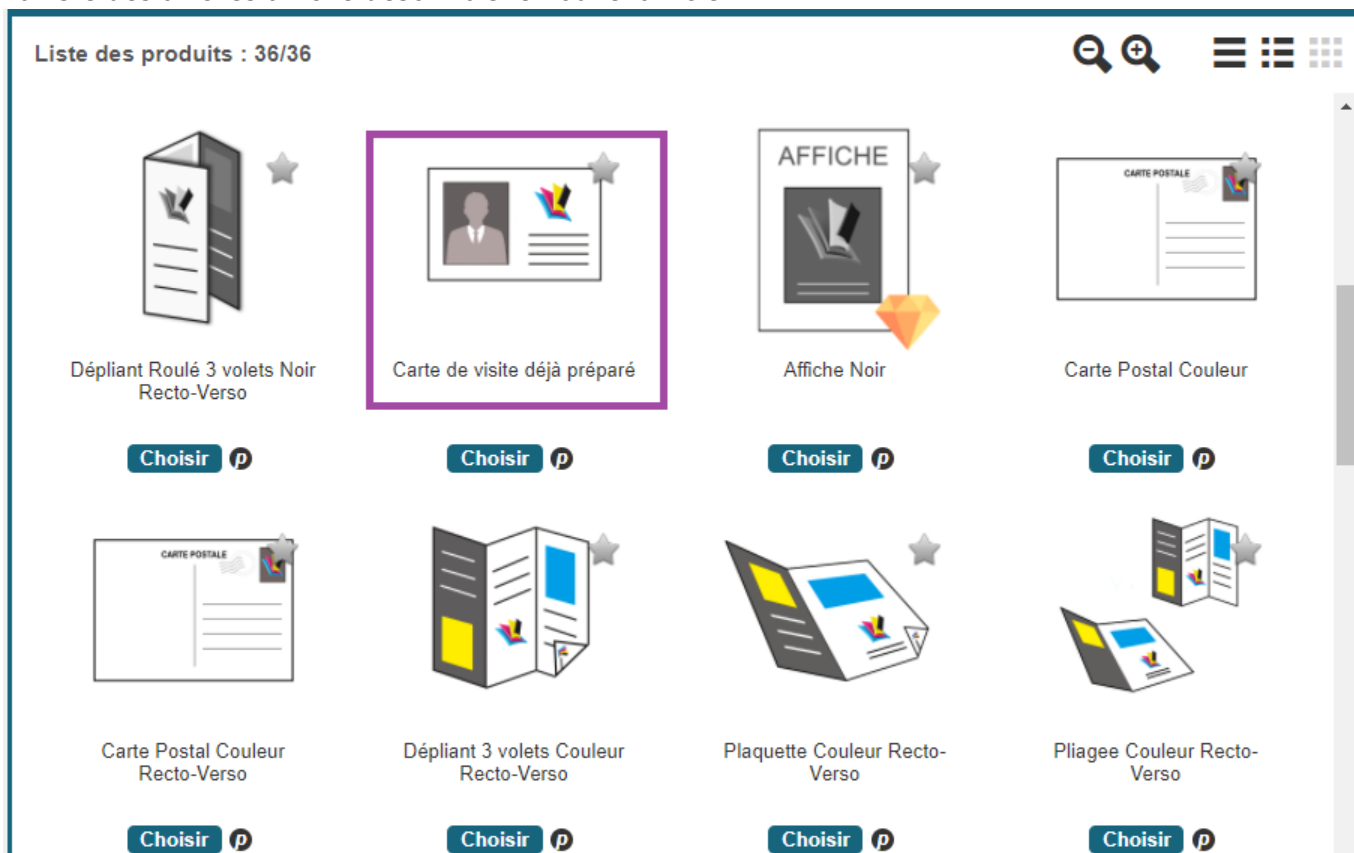 Liste des produits : 36/36
AFFICHE
CARTE POSTALE
Dépliant Roulé 3 volets Noir
Recto-Verso
Carte de visite déjà préparé
Affiche Noir
Carte Postal Couleur
Choisir p
Choisir p
Choisir p
Choisir p
CARTE POSTALE
Carte Postal Couleur
Recto-Verso
Dépliant 3 volets Couleur
Recto-Verso
Plaquette Couleur Recto-
Verso
Pliagee Couleur Recto-
Verso
Choisir p
Choisir p
Choisir p
Choisir p